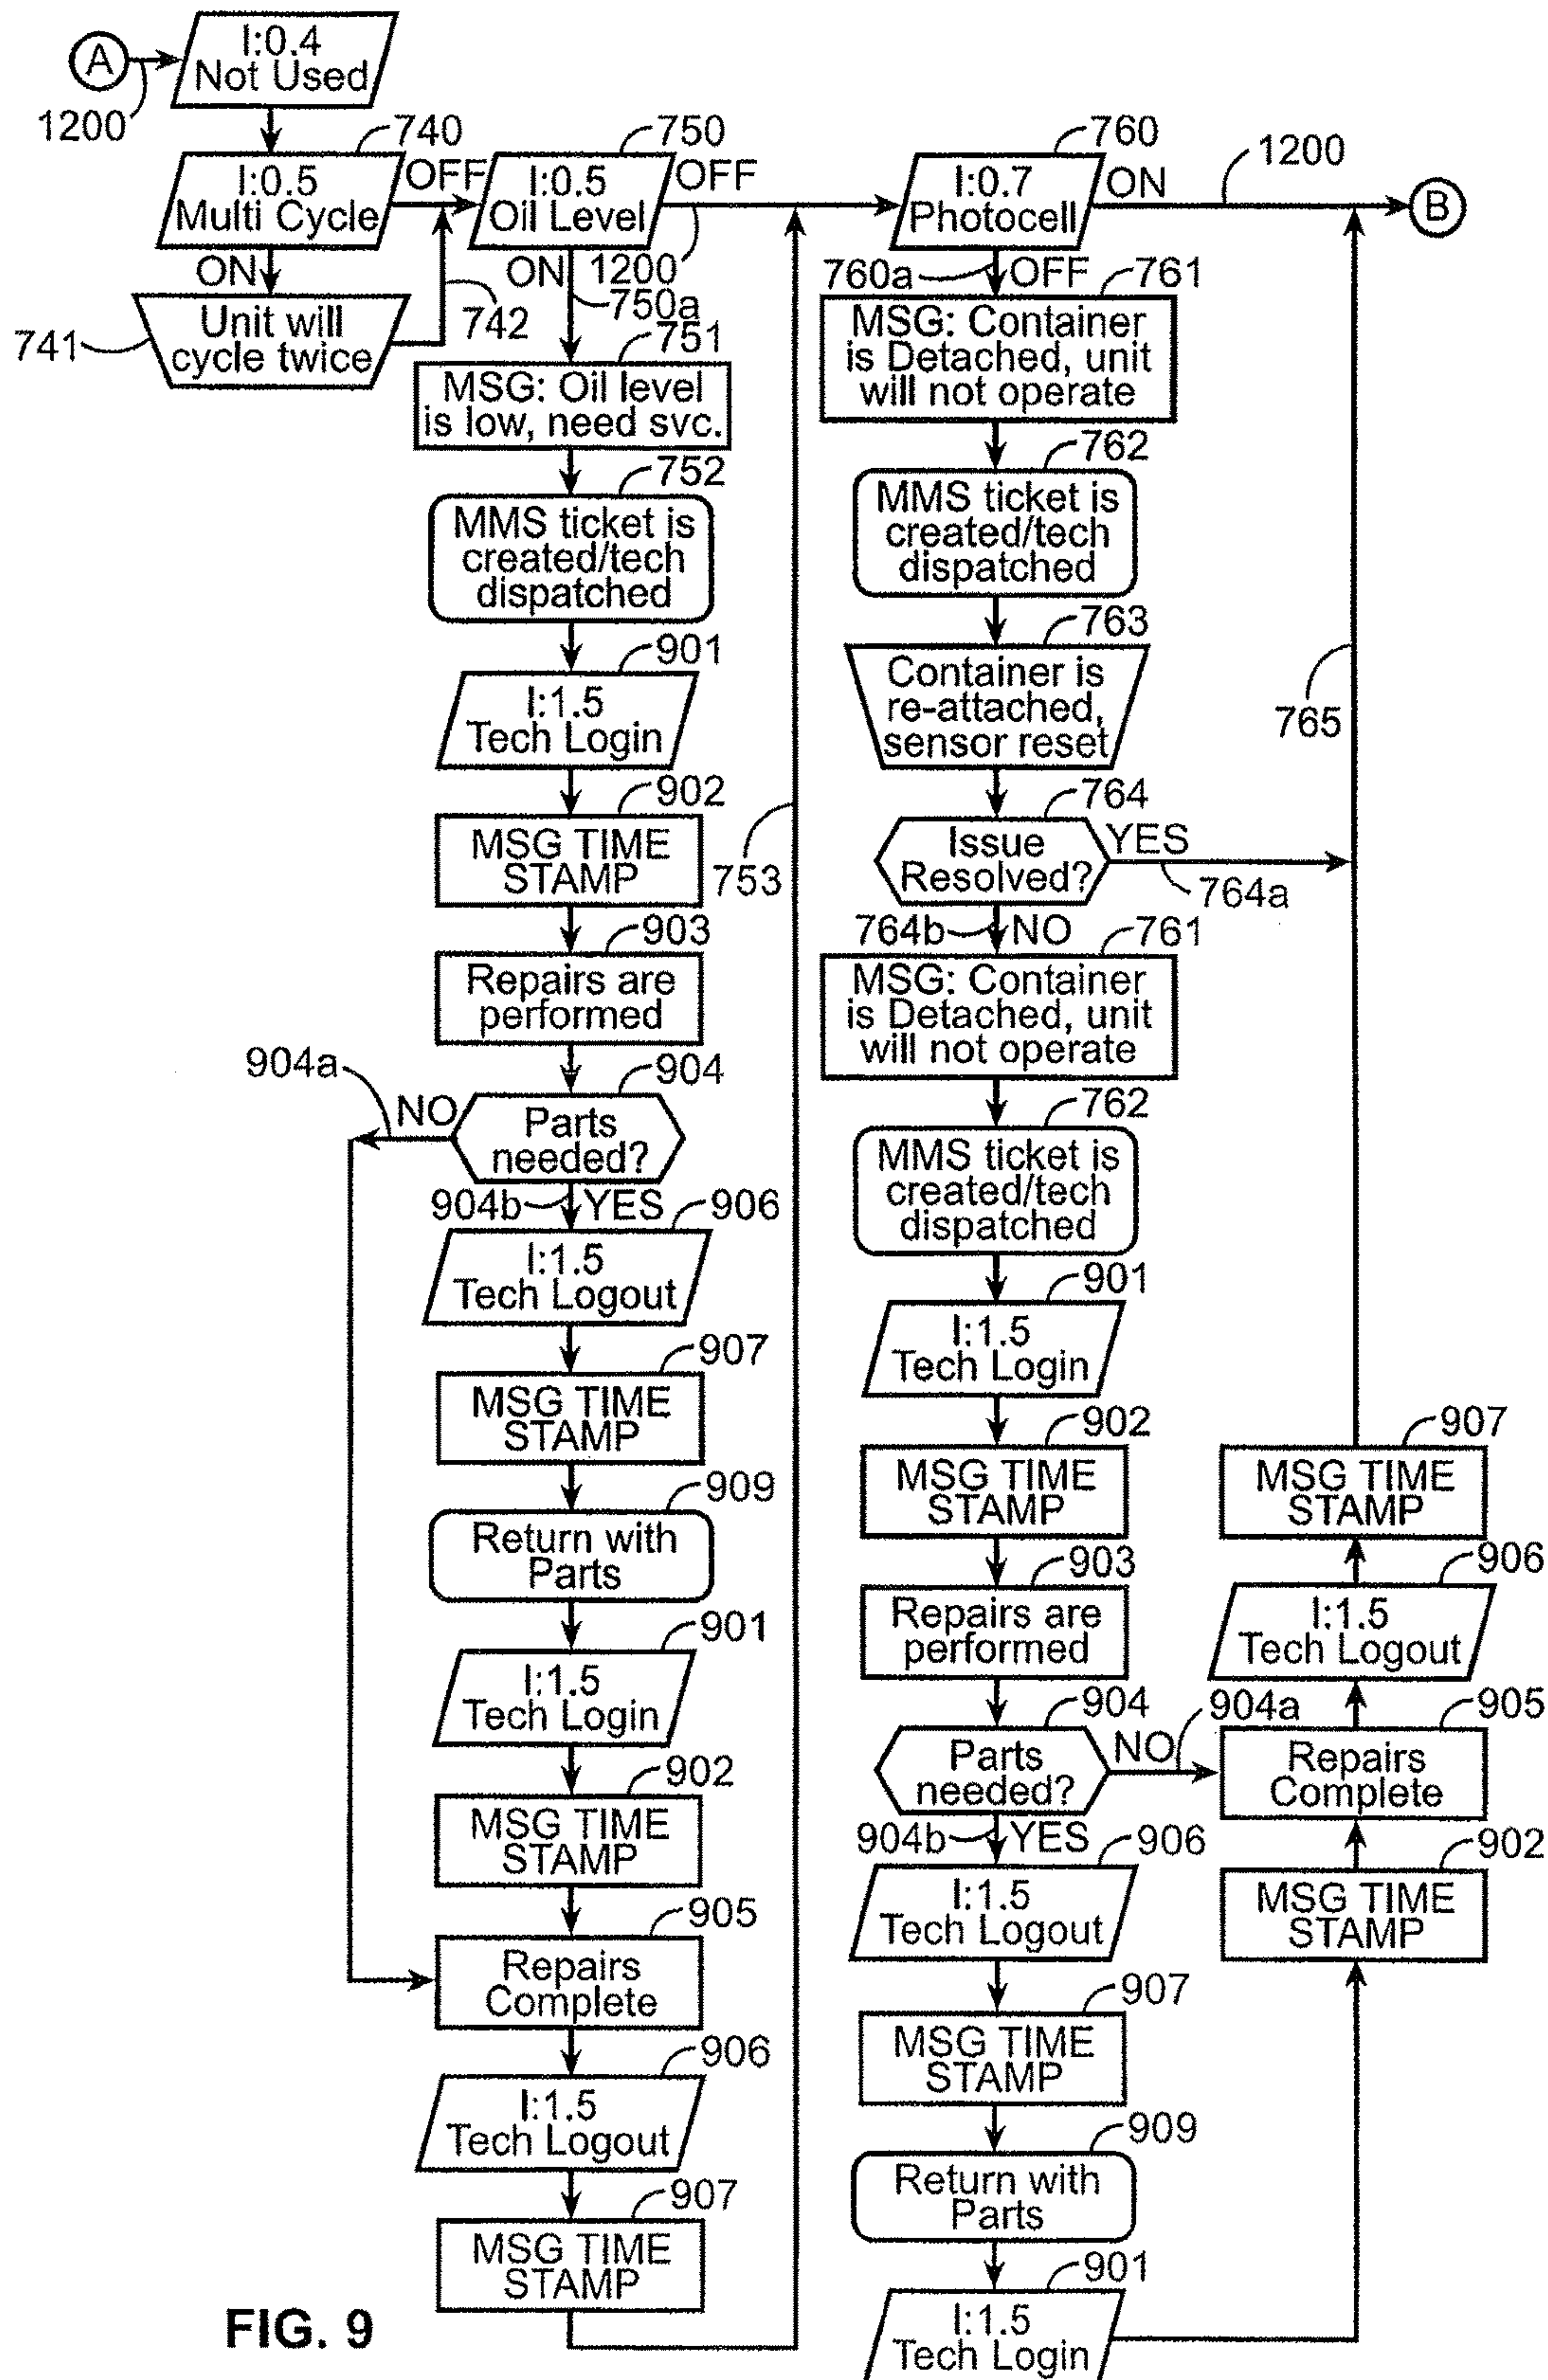 A
I:0.4
Not Used
1200
740
I:0.5
Multi Cycle
OFF
ON
741
Unit will
cycle twice
742
750
I:0.5
Oil Level
OFF
1200
ON
750a
751
MSG: Oil level
is low, need svc.
752
MMS ticket is
created/tech
dispatched
901
I:1.5
Tech Login
902
MSG TIME
STAMP
903
Repairs are
performed
904
Parts
needed?
904a
NO
904b
YES
906
I:1.5
Tech Logout
907
MSG TIME
STAMP
909
Return with
Parts
901
I:1.5
Tech Login
902
MSG TIME
STAMP
905
Repairs
Complete
906
I:1.5
Tech Logout
907
MSG TIME
STAMP
753
760
I:0.7
Photocell
ON
1200
B
760a
OFF
761
MSG: Container
is Detached, unit
will not operate
762
MMS ticket is
created/tech
dispatched
763
Container is
re-attached,
sensor reset
764
Issue
Resolved?
YES
764a
764b
NO
761
MSG: Container
is Detached, unit
will not operate
762
MMS ticket is
created/tech
dispatched
901
I:1.5
Tech Login
902
MSG TIME
STAMP
903
Repairs are
performed
904
Parts
needed?
NO
904a
904b
YES
906
I:1.5
Tech Logout
907
MSG TIME
STAMP
909
Return with
Parts
901
I:1.5
Tech Login
765
907
MSG TIME
STAMP
906
I:1.5
Tech Logout
905
Repairs
Complete
902
MSG TIME
STAMP
FIG. 9